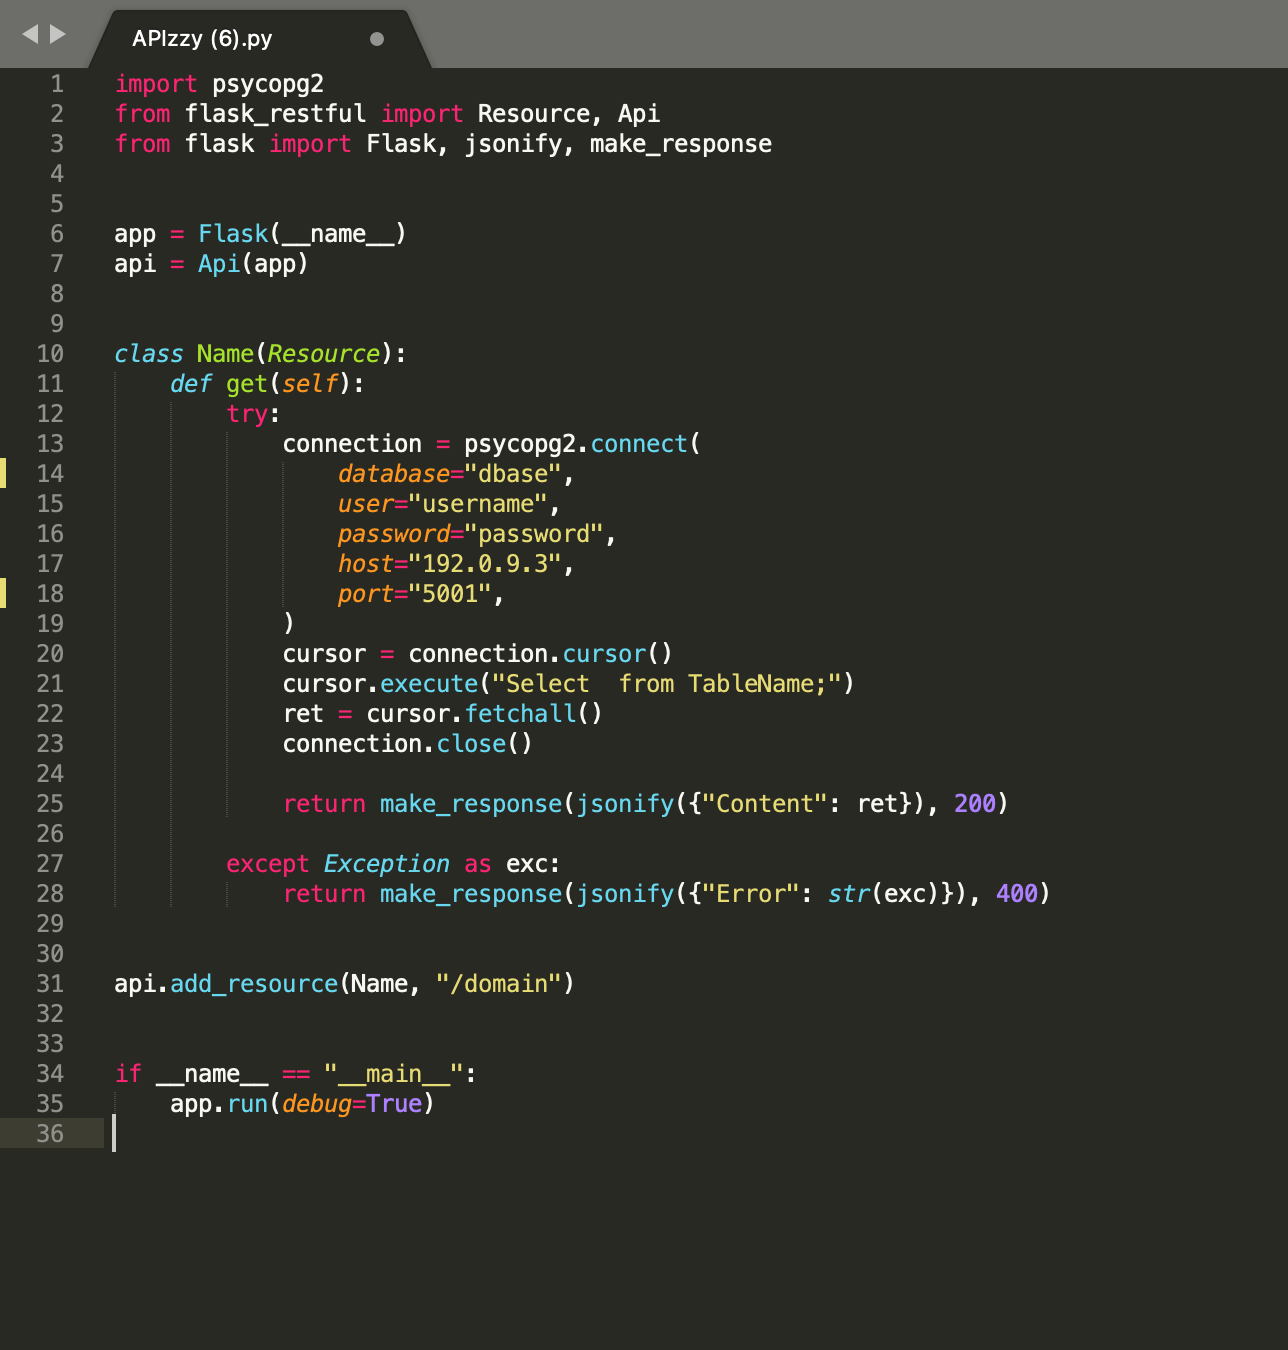 APIzzy (6).py
1 import psycopg2
2 from flask_restful import Resource, Api
3 from flask import Flask, jsonify, make_response
4
5
6 app = Flask(__name__)
7 api = Api(app)
8
9
10 class Name(Resource):
11     def get(self):
12         try:
13             connection = psycopg2.connect(
14                 database="dbase",
15                 user="username",
16                 password="password",
17                 host="192.0.9.3",
18                 port="5001",
19             )
20             cursor = connection.cursor()
21             cursor.execute("Select  from TableName;")
22             ret = cursor.fetchall()
23             connection.close()
24
25             return make_response(jsonify({"Content": ret}), 200)
26
27         except Exception as exc:
28             return make_response(jsonify({"Error": str(exc)}), 400)
29
30
31 api.add_resource(Name, "/domain")
32
33
34 if __name__ == "__main__":
35     app.run(debug=True)
36